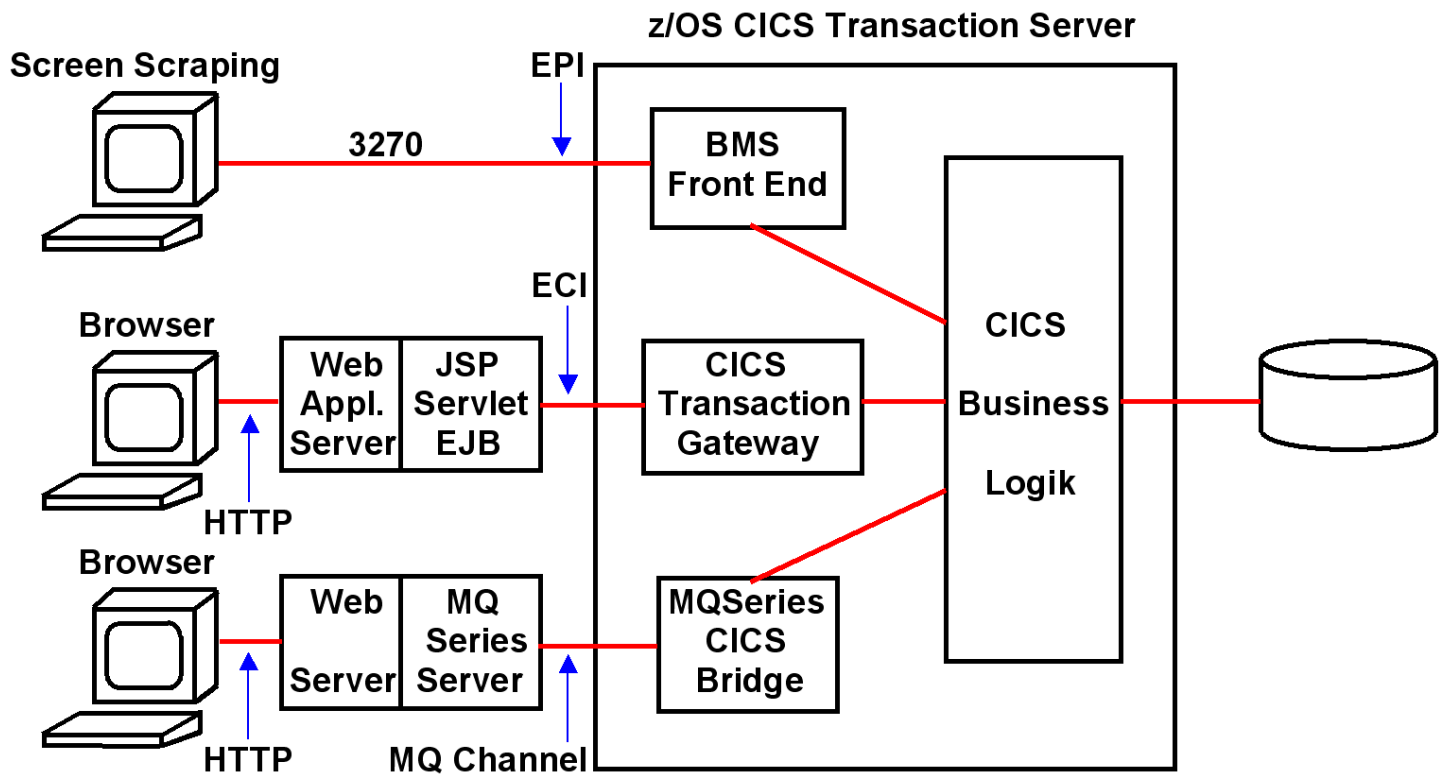 z/OS CICS Transaction Server
Screen Scraping
EPI
3270
BMS
Front End
ECI
Browser
Web
Appl.
Server
JSP
Servlet
EJB
CICS
Transaction
Gateway
HTTP
CICS
Business
Logik
Browser
Web
Server
MQ
Series
Server
MQSeries
CICS
Bridge
HTTP
MQ Channel